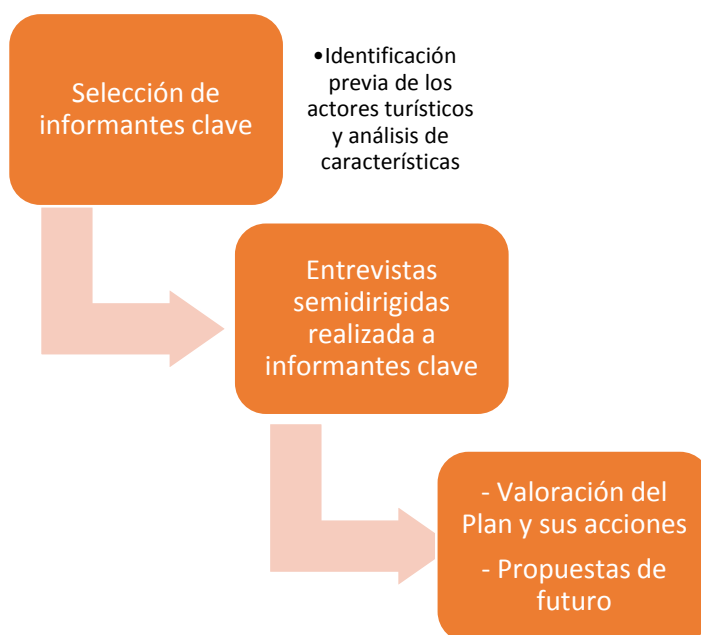 Selección de
informantes clave
•Identificación
previa de los
actores turísticos
y análisis de
características
Entrevistas
semidirigidas
realizada a
informantes clave
- Valoración del
Plan y sus acciones
- Propuestas de
futuro